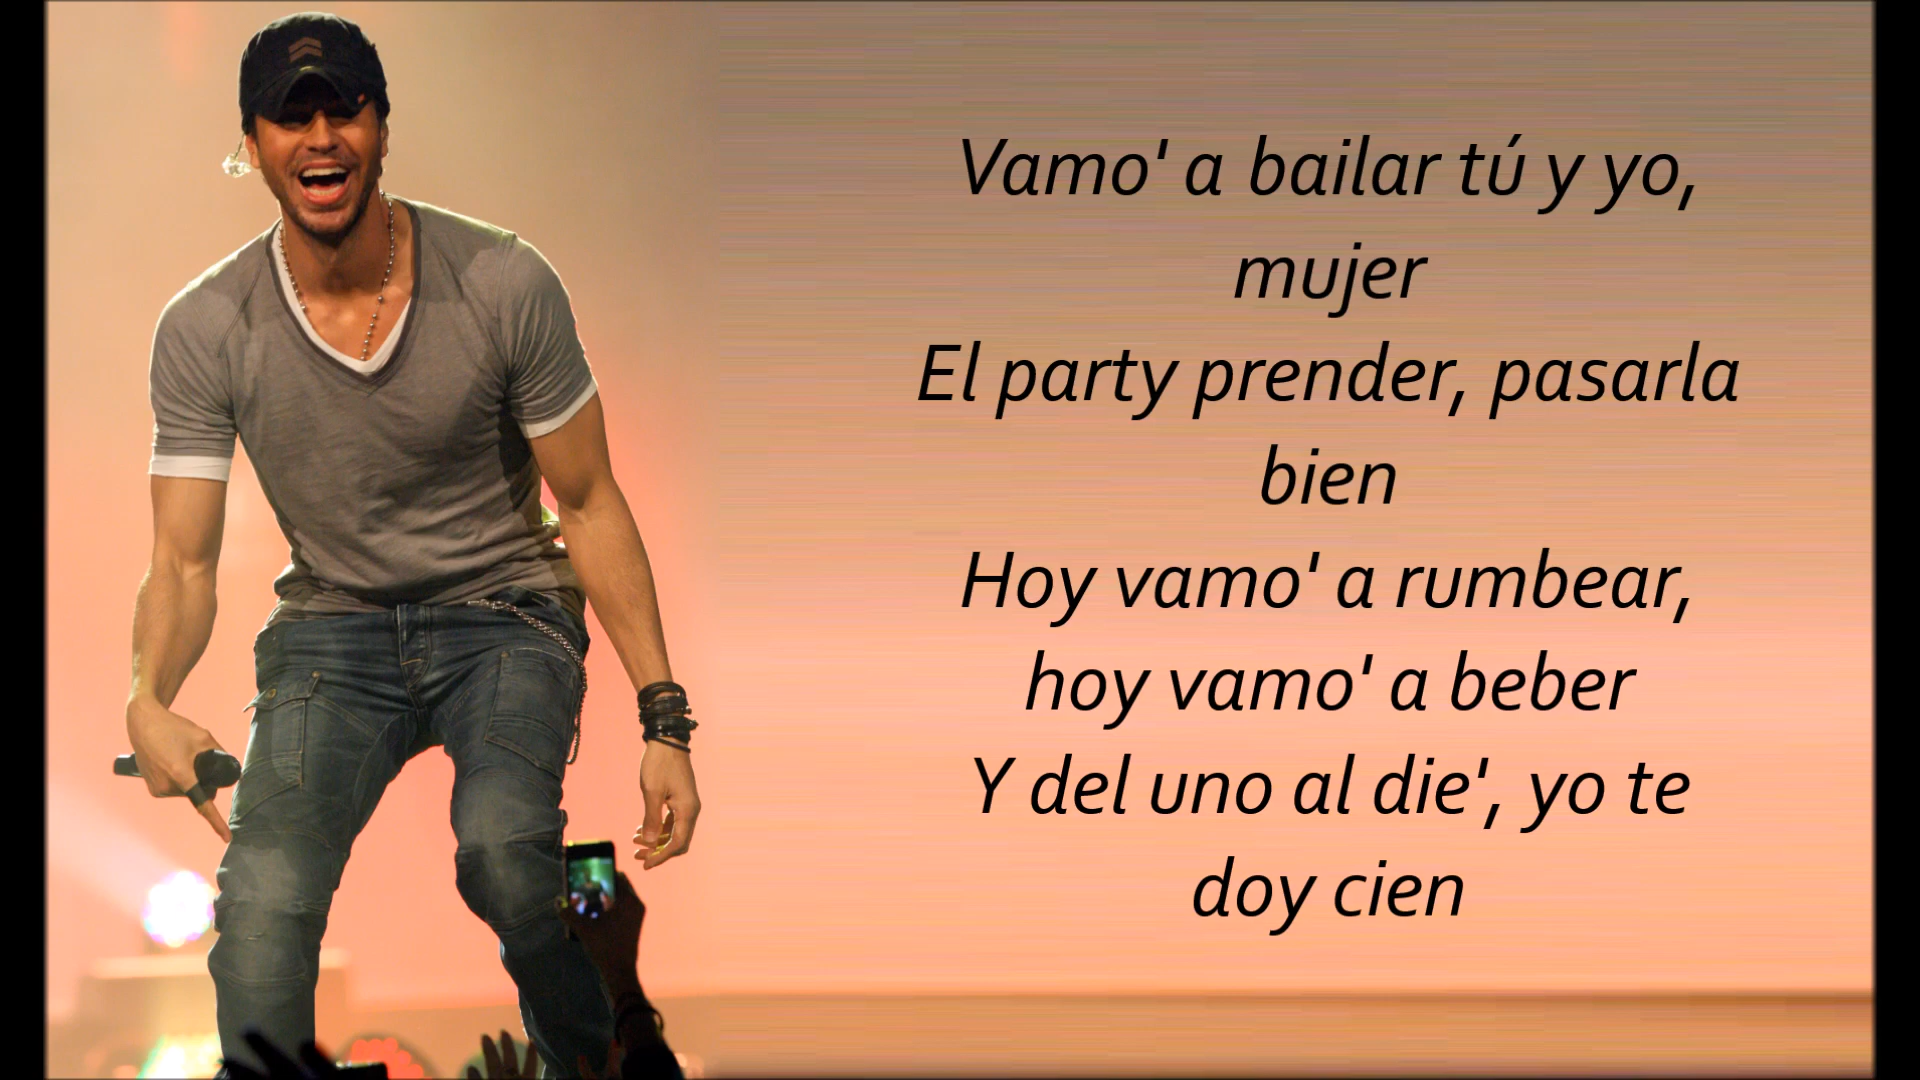 Vamo' a bailar tú y yo,
mujer
El party prender, pasarla
bien
Hoy vamo' a rumbear,
hoy vamo' a beber
Y del uno al die', yo te
doy cien